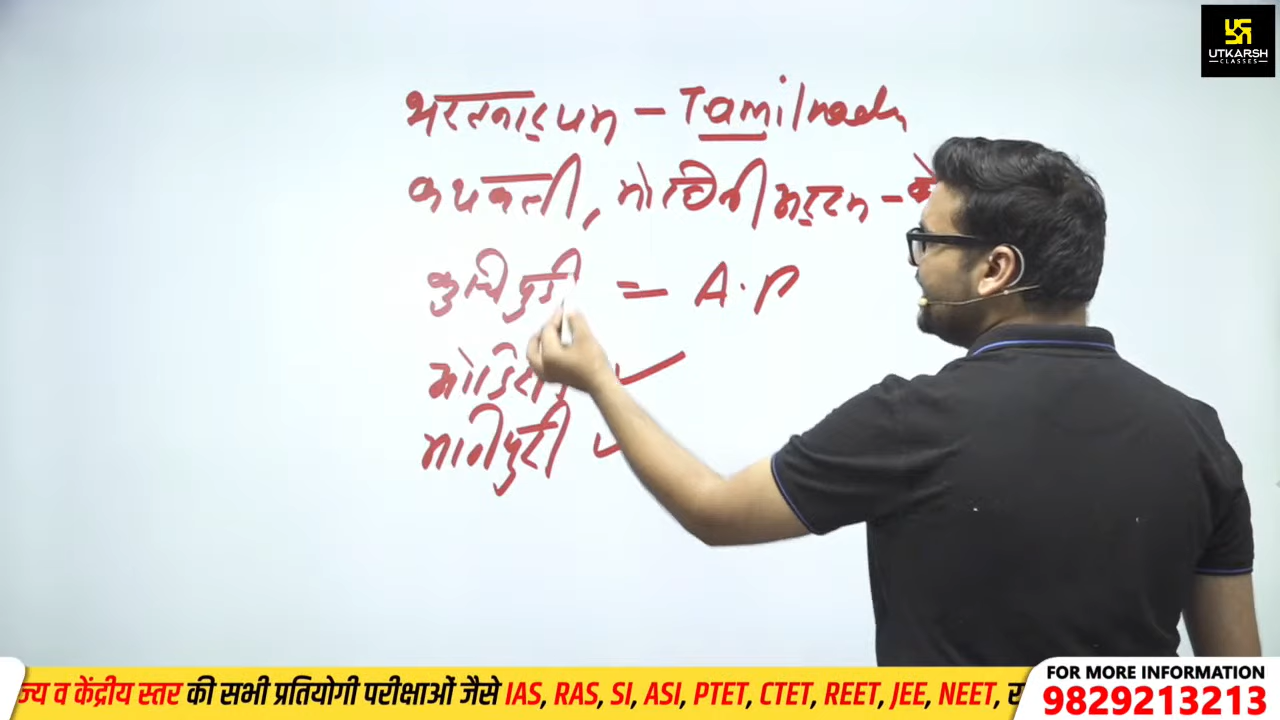 UTKARSH
CLASSES
भरतनाट्यम – Tamilnadu
कथकली, मोहिनीअट्टम – के
कुचिपुड़ी = A.P
ओडिसी ✓
मणीपुरी ✓
ज्य व केंद्रीय स्तर की सभी प्रतियोगी परीक्षाओं जैसे IAS, RAS, SI, ASI, PTET, CTET, REET, JEE, NEET,
FOR MORE INFORMATION
9829213213